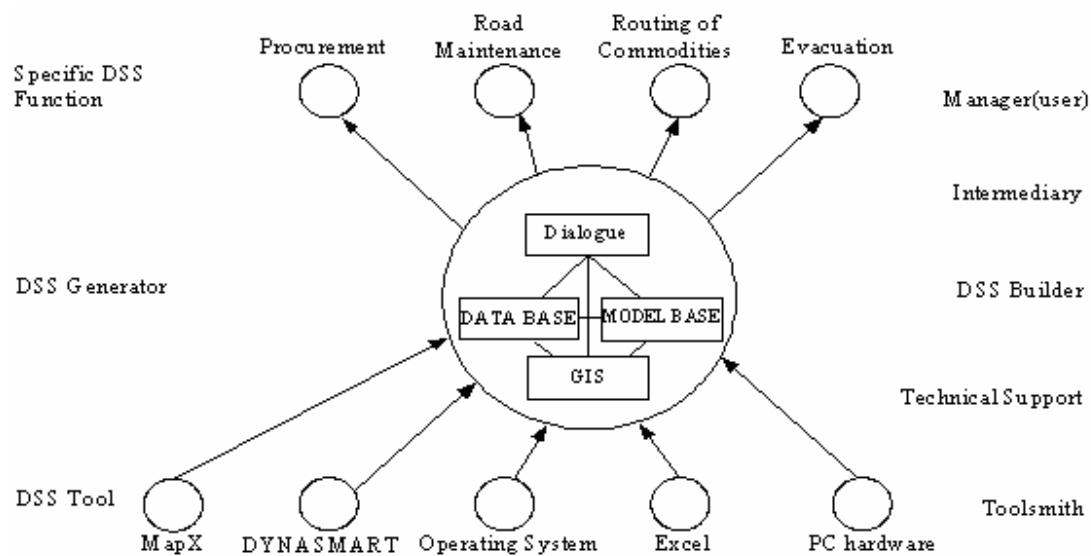 Procurement
Road
Maintenance
Routing of
Commodities
Evacuation
Specific DSS
Function
Manager(user)
Intermediary
Dialogue
DSS Generator
DSS Builder
DATA BASE
MODEL BASE
GIS
Technical Support
DSS Tool
Toolsmith
MapX
DYNASMART
Operating System
Excel
PC hardware